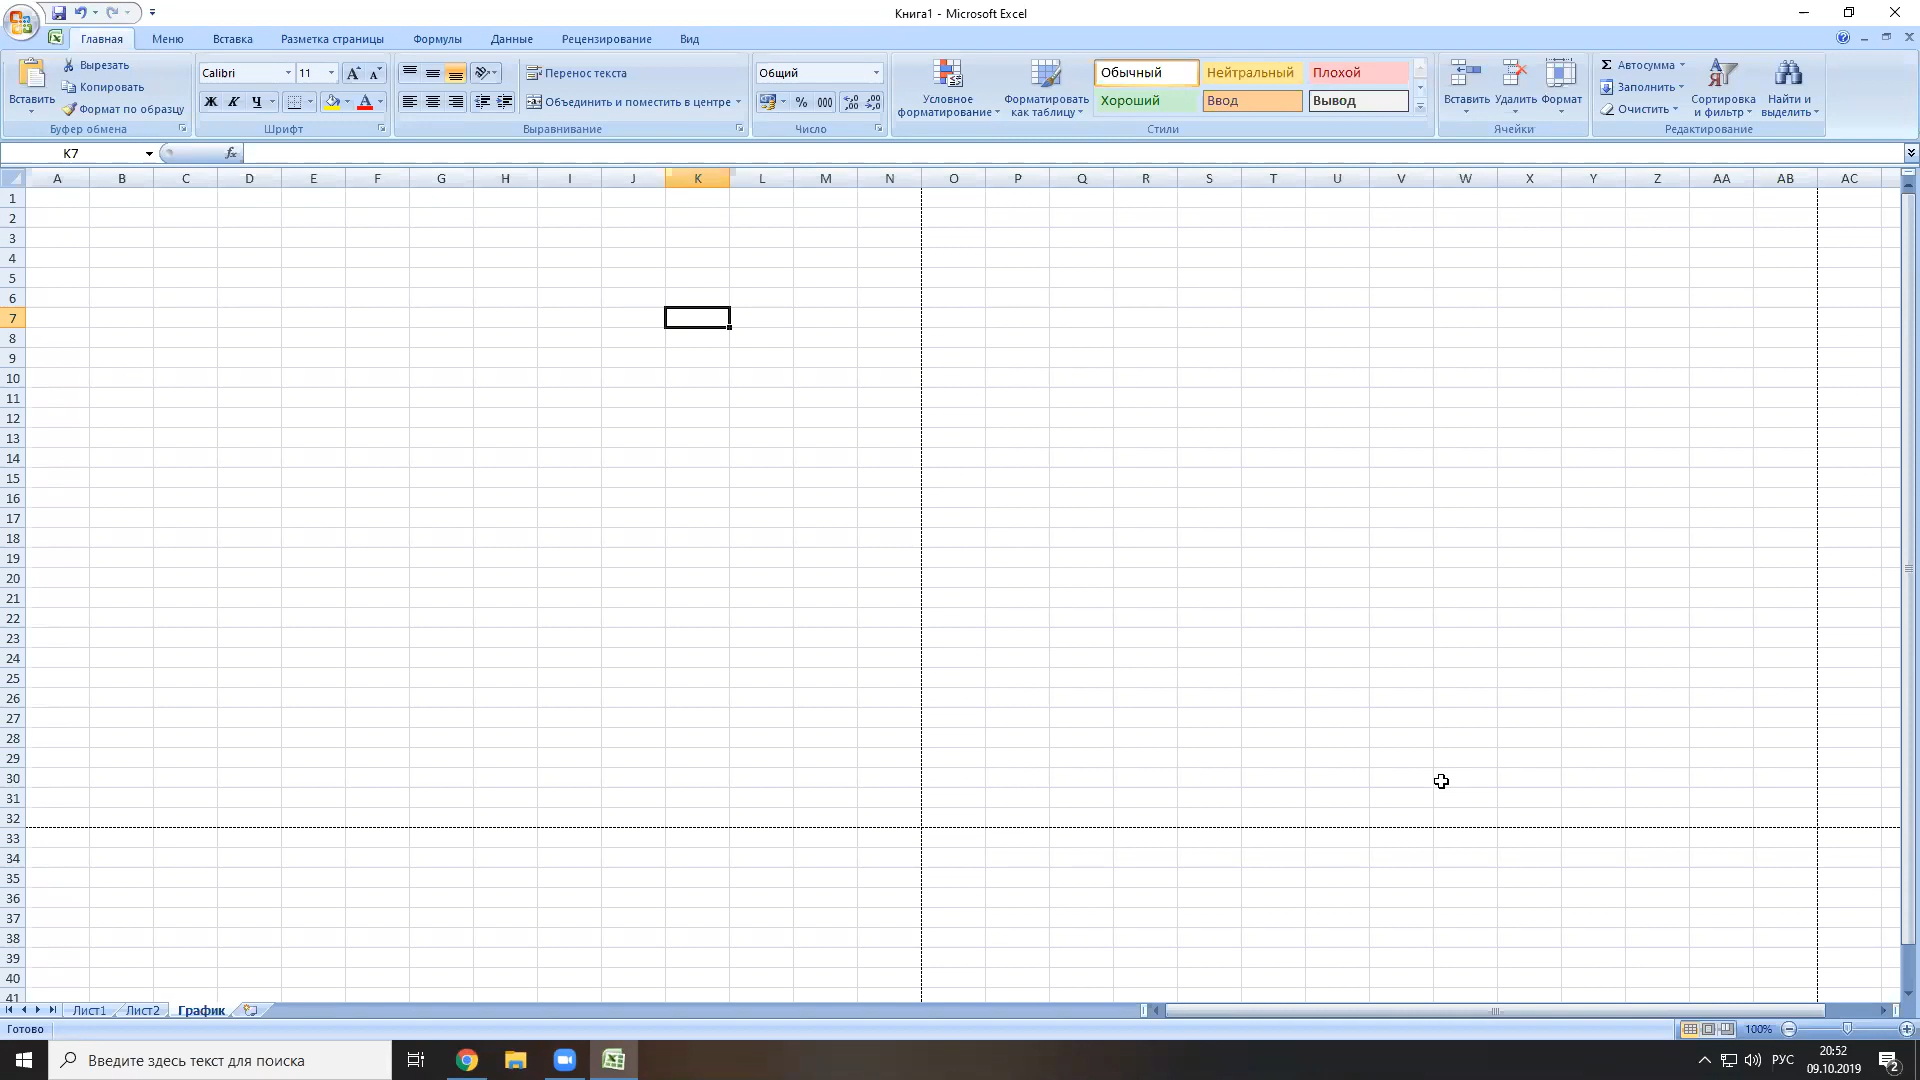 Книга1 - Microsoft Excel
Главная Меню Вставка Разметка страницы Формулы Данные Рецензирование Вид
Вставить
Вырезать
Копировать
Формат по образцу
Буфер обмена
Calibri 11
Ж К Ч
Шрифт
Перенос текста
Объединить и поместить в центре
Выравнивание
Общий
% 000
Число
Условное форматирование
Форматировать как таблицу
Обычный Нейтральный Плохой
Хороший Ввод Вывод
Стили
Вставить Удалить Формат
Ячейки
Σ Автосумма
Заполнить
Очистить
Сортировка и фильтр
Найти и выделить
Редактирование
K7 fx
A B C D E F G H I J K L M N O P Q R S T U V W X Y Z AA AB AC
1
2
3
4
5
6
7
8
9
10
11
12
13
14
15
16
17
18
19
20
21
22
23
24
25
26
27
28
29
30
31
32
33
34
35
36
37
38
39
40
41
Лист1 Лист2 График
Готово 100%
Введите здесь текст для поиска
РУС
20:52
09.10.2019
2